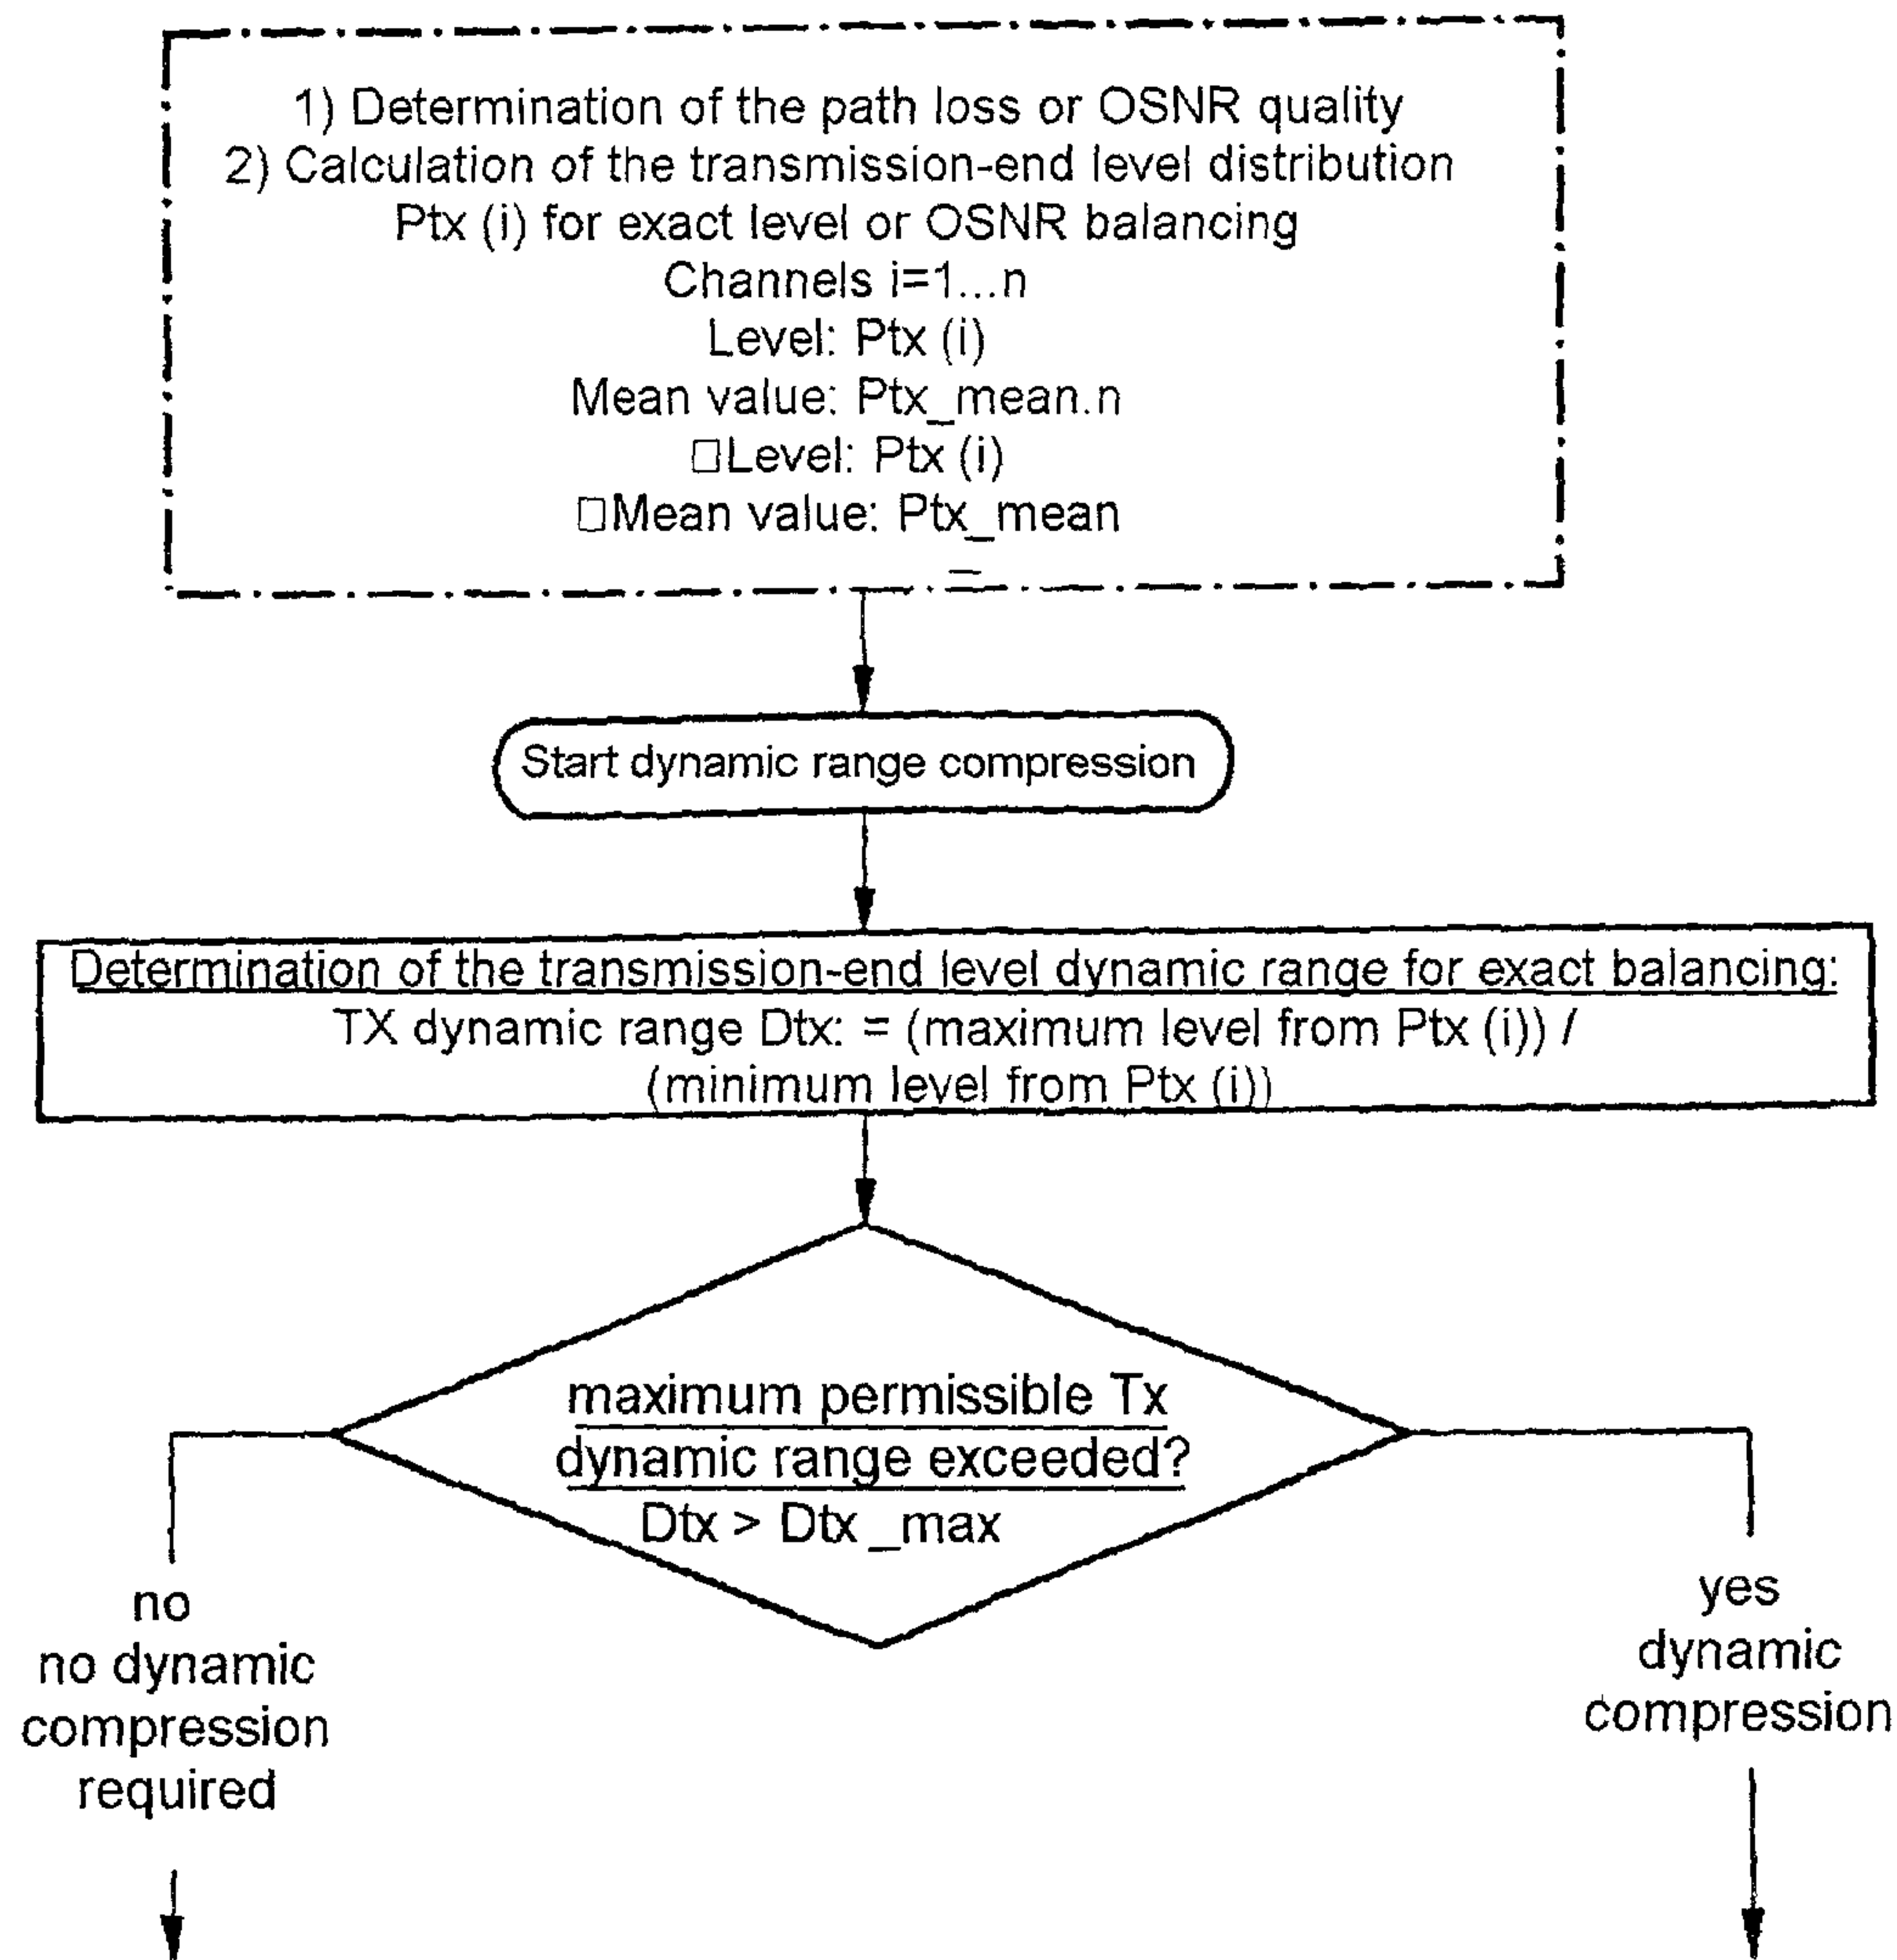 1) Determination of the path loss or OSNR quality
2) Calculation of the transmission-end level distribution
Ptx (i) for exact level or OSNR balancing
Channels i=1...n
Level: Ptx (i)
Mean value: Ptx_mean.n
□Level: Ptx (i)
□Mean value: Ptx_mean
Start dynamic range compression
Determination of the transmission-end level dynamic range for exact balancing:
TX dynamic range Dtx: = (maximum level from Ptx (i)) /
(minimum level from Ptx (i))
maximum permissible Tx
dynamic range exceeded?
Dtx > Dtx _max
no
no dynamic
compression
required
yes
dynamic
compression